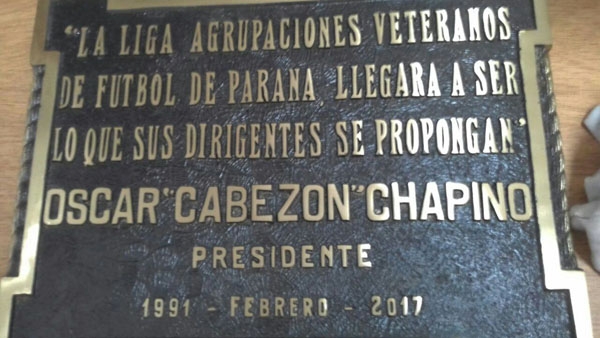 "LA LIGA AGRUPACIONES VETERANOS
DE FUTBOL DE PARANA LLEGARA A SER
LO QUE SUS DIRIGENTES SE PROPONGAN"
OSCAR "CABEZON" CHAPINO
PRESIDENTE
1991 - FEBRERO - 2017